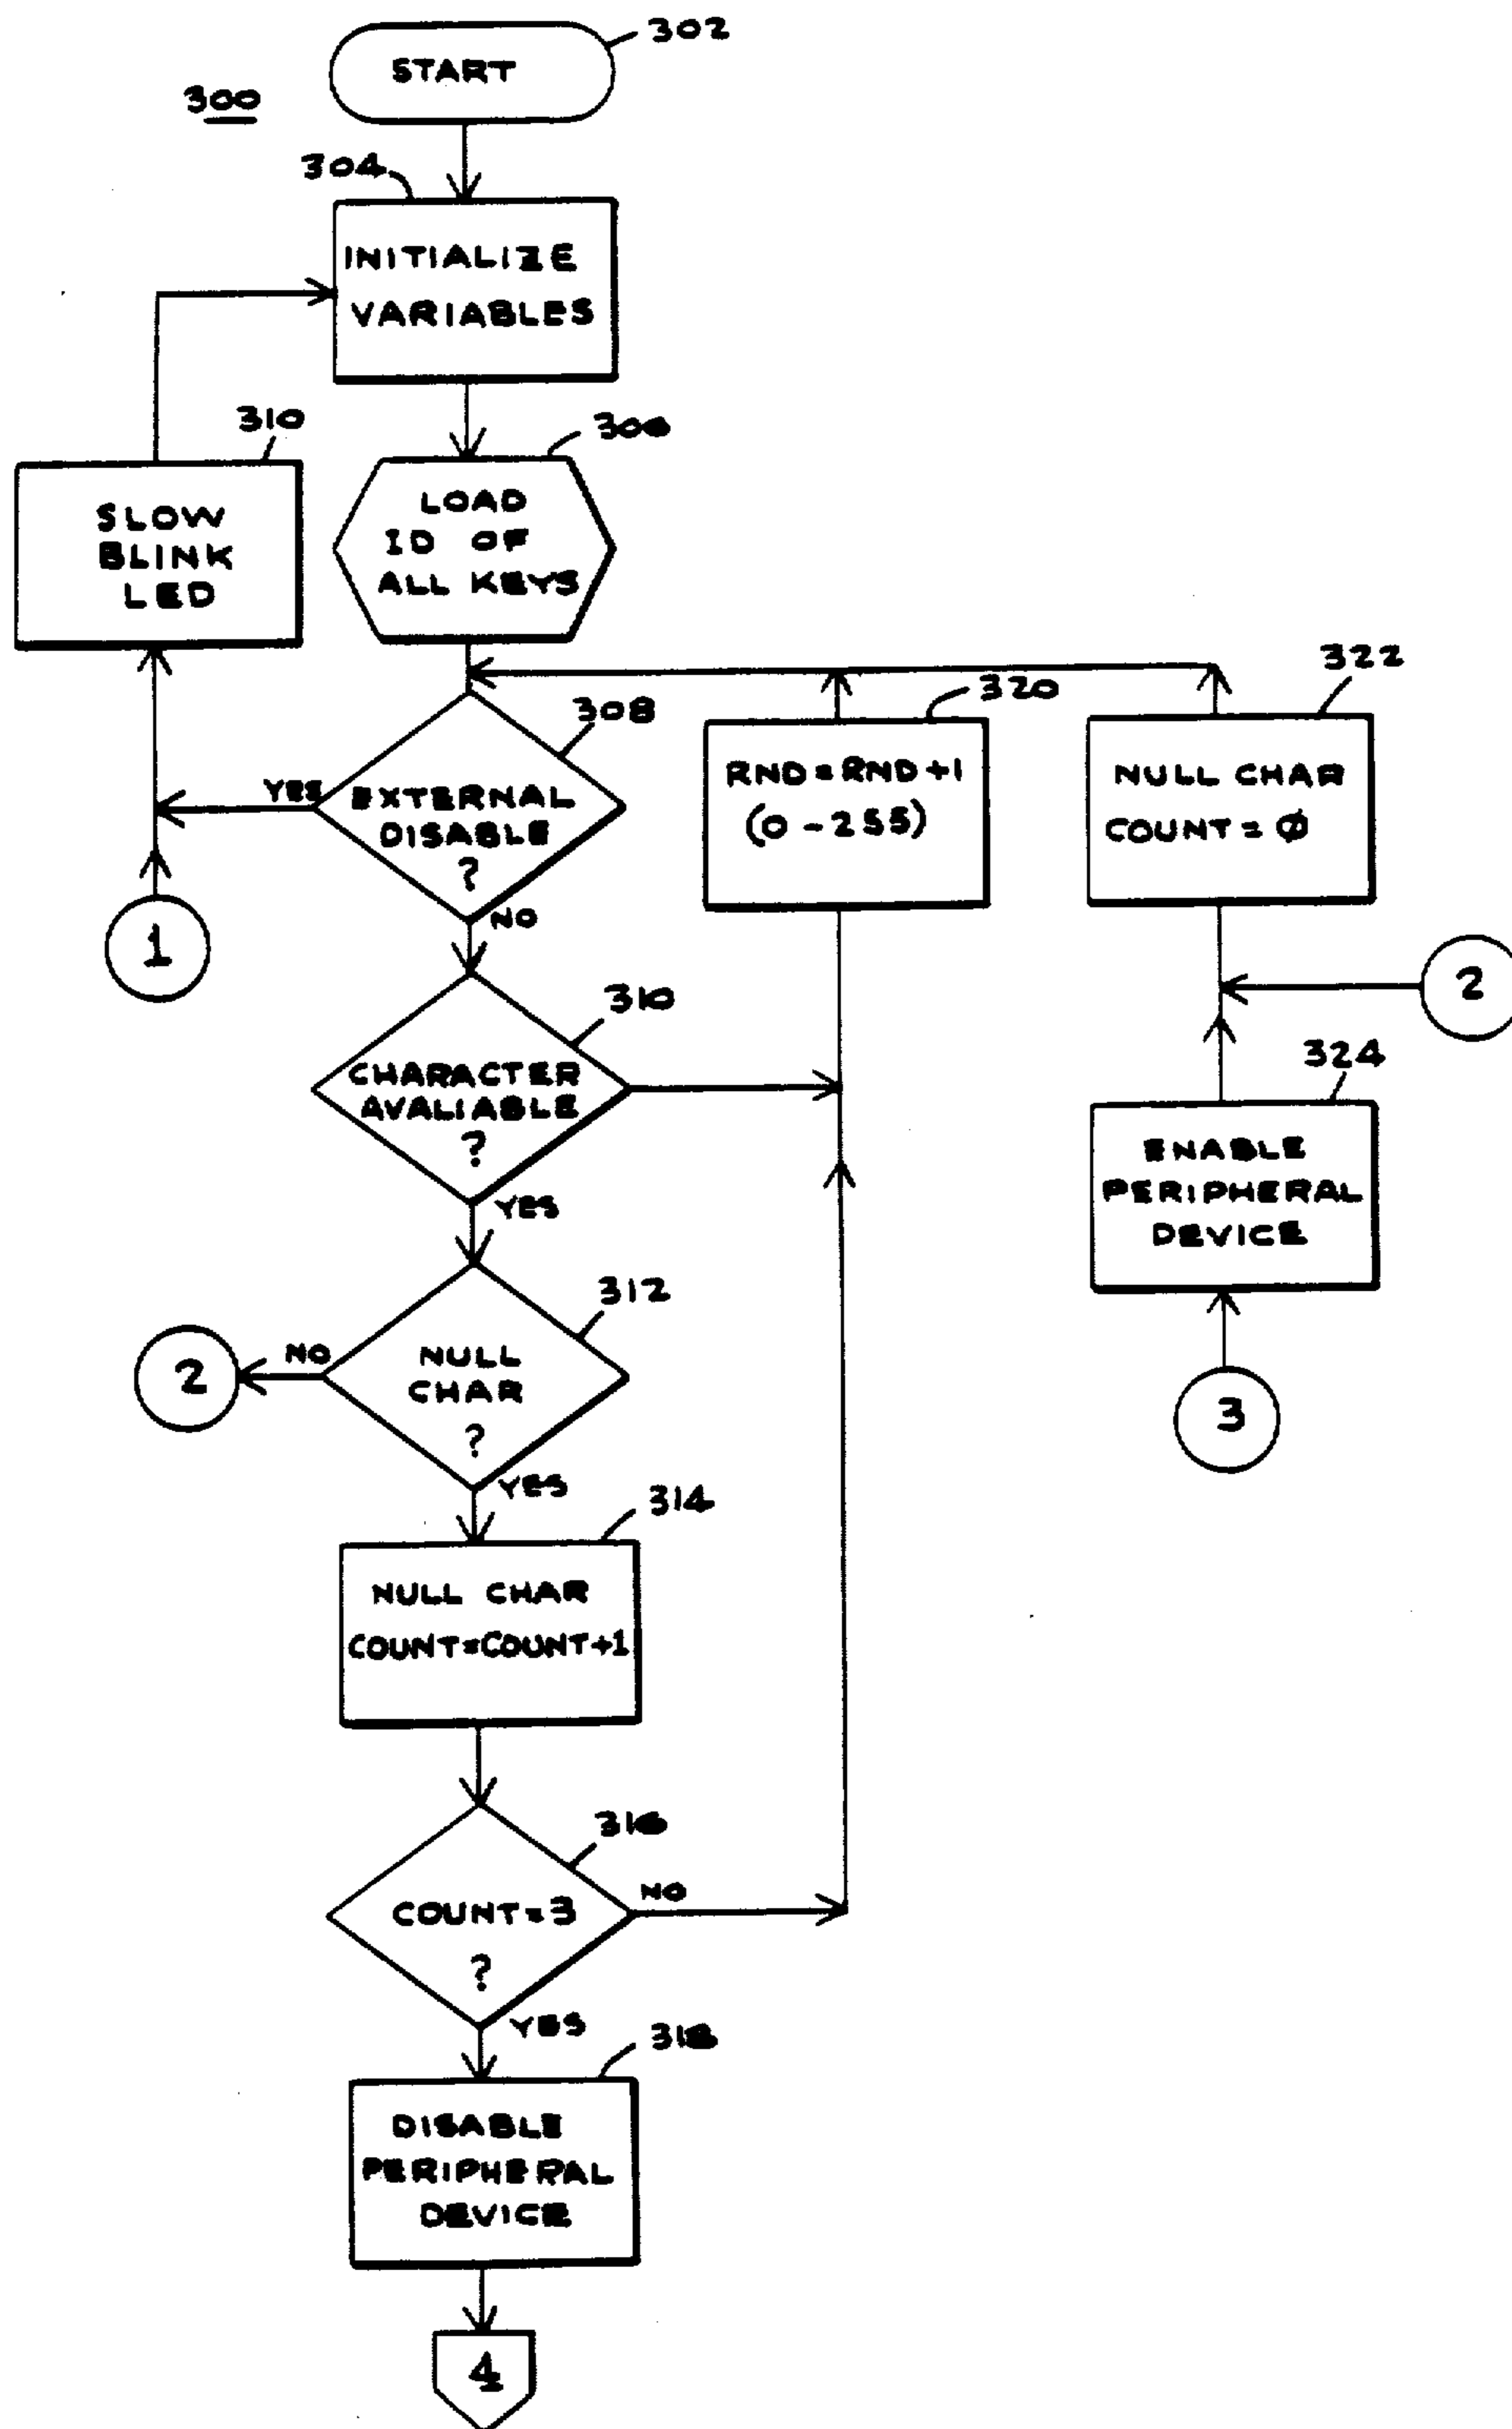 302
START
300
304
INITIALIZE
VARIABLES
310
306
SLOW
BLINK
LED
LOAD
ID OF
ALL KEYS
322
320
308
YES
EXTERNAL
DISABLE
?
RND=RND+1
(0-255)
NULL CHAR
COUNT=Ø
NO
1
2
310
324
CHARACTER
AVALIABLE
?
ENABLE
PERIPHERAL
DEVICE
YES
312
NO
2
NULL
CHAR
?
3
YES
314
NULL CHAR
COUNT=COUNT+1
316
NO
COUNT=3
?
YES
318
DISABLE
PERIPHERAL
DEVICE
4